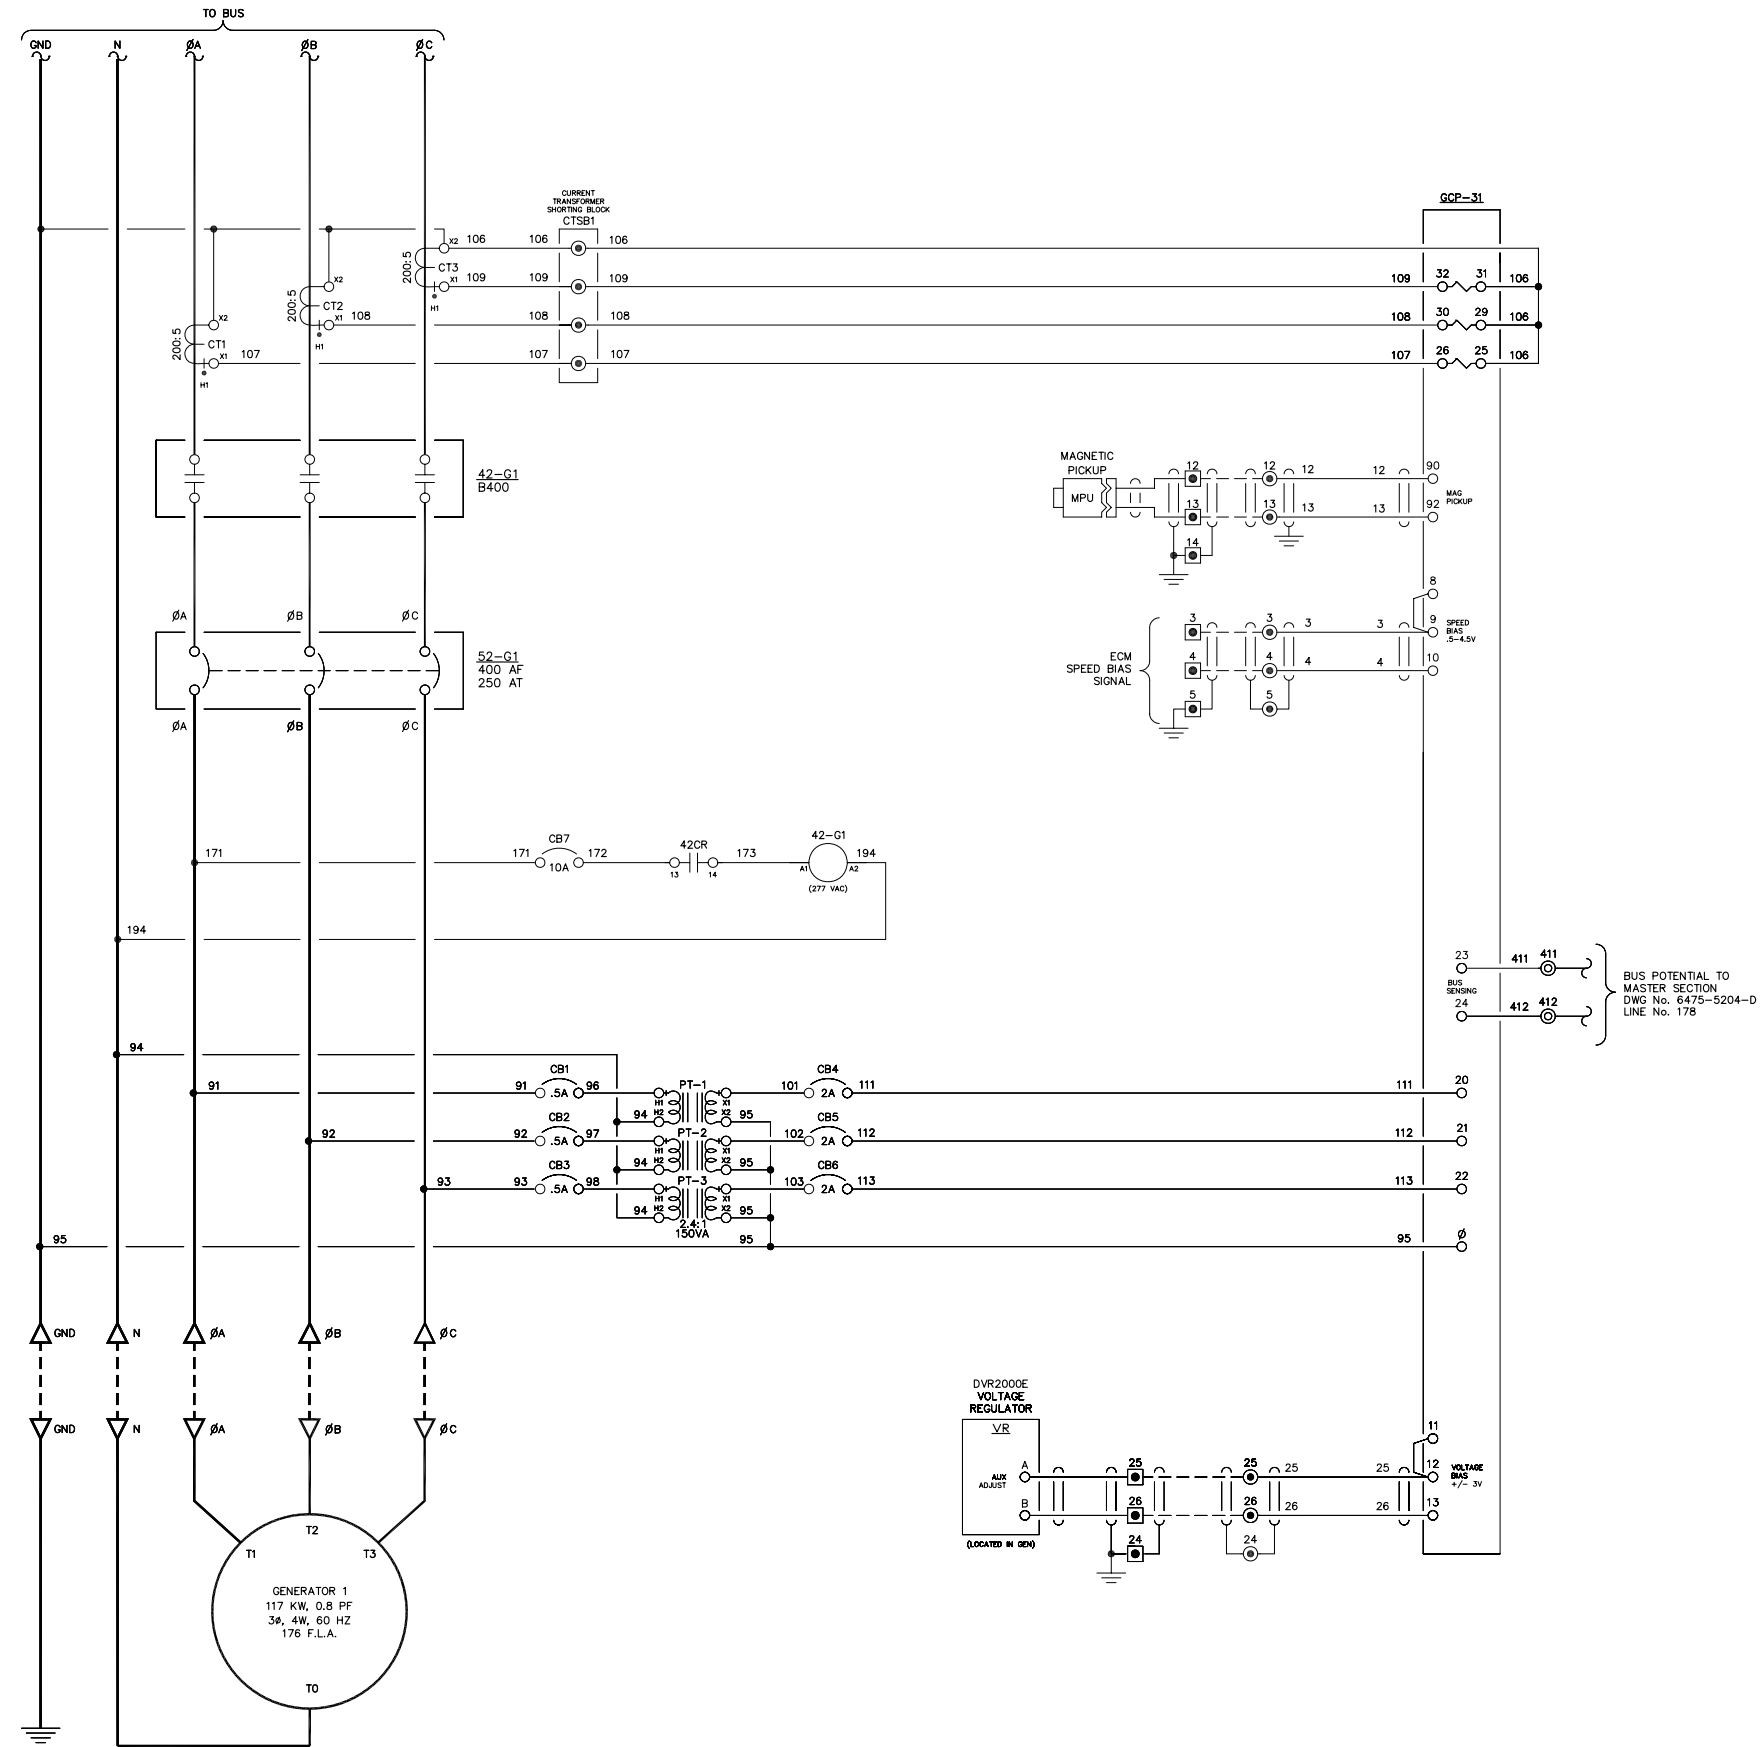 TO BUS
GND N ØA ØB ØC
CURRENT
TRANSFORMER
SHORTING BLOCK
CTSB1
GCP-31
X2 106 106 106
200:5 CT3
X1 109 109 109 109 32 31 106
H1
X2
200:5 CT2
X1 108 108 108 108 30 29 106
H1
X2
200:5 CT1
X1 107 107 107 107 26 25 106
H1
42-G1
B400
MAGNETIC
PICKUP
MPU
12 12 12 12 90
MAG
PICKUP
13 13 13 13 92
14
ØA ØB ØC
52-G1
400 AF
250 AT
ØA ØB ØC
8
ECM
SPEED BIAS
SIGNAL
3 3 3 3 9
SPEED
BIAS
.5-4.5V
4 4 4 4 10
5 5
171 171 CB7 172 42CR 173 42-G1 194
10A
13 14
A1 A2
(277 VAC)
194
23 411 411
BUS
SENSING
24 412 412
BUS POTENTIAL TO
MASTER SECTION
DWG No. 6475-5204-D
LINE No. 178
94
CB1 PT-1 CB4
91 91 .5A 96 H1 X1 101 2A 111 111 20
94 H2 X2 95
CB2 PT-2 CB5
92 92 .5A 97 H1 X1 102 2A 112 112 21
94 H2 X2 95
CB3 PT-3 CB6
93 93 .5A 98 H1 X1 103 2A 113 113 22
94 H2 X2 95
2.4:1
150VA
95 95 95 Ø
GND N ØA ØB ØC
GND N ØA ØB ØC
DVR2000E
VOLTAGE
REGULATOR
VR
AUX
ADJUST
A 25 25 25 25 12
B 26 26 26 26 13
24 24
(LOCATED IN GEN)
11
VOLTAGE
BIAS
+/- 3V
T1 T2 T3
GENERATOR 1
117 KW, 0.8 PF
3ø, 4W, 60 HZ
176 F.L.A.
T0